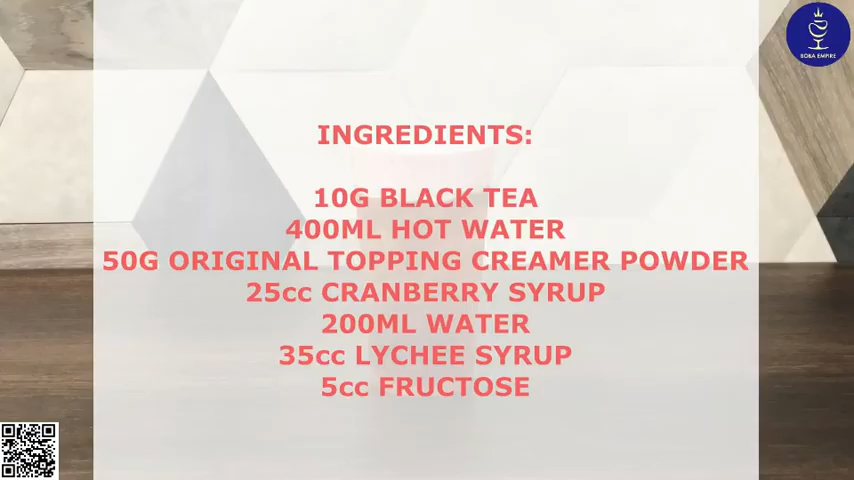 BOBA EMPIRE
INGREDIENTS:
10G BLACK TEA
400ML HOT WATER
50G ORIGINAL TOPPING CREAMER POWDER
25cc CRANBERRY SYRUP
200ML WATER
35cc LYCHEE SYRUP
5cc FRUCTOSE